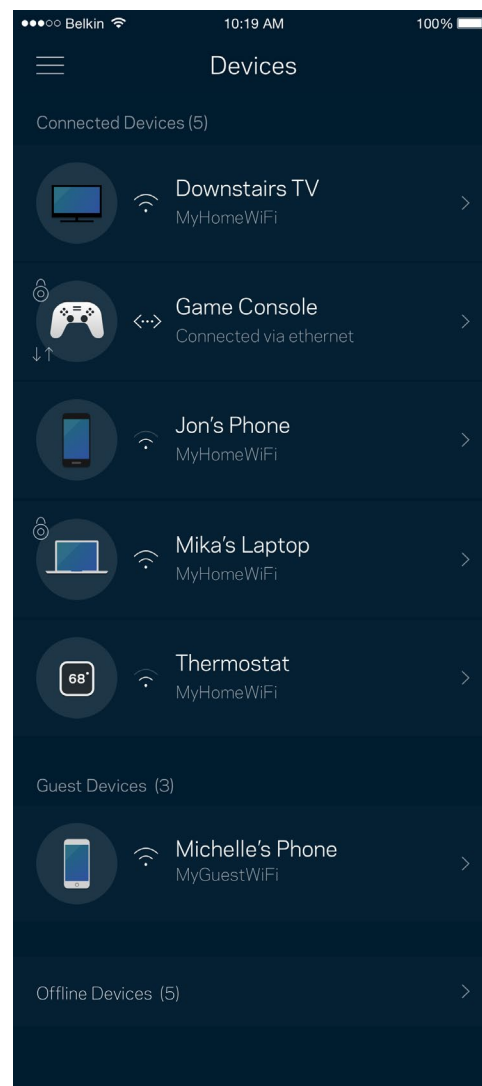 Belkin 10:19 AM 100%
Devices
Connected Devices (5)
Downstairs TV
MyHomeWiFi
Game Console
Connected via ethernet
Jon's Phone
MyHomeWiFi
Mika's Laptop
MyHomeWiFi
68°
Thermostat
MyHomeWiFi
Guest Devices (3)
Michelle's Phone
MyGuestWiFi
Offline Devices (5)